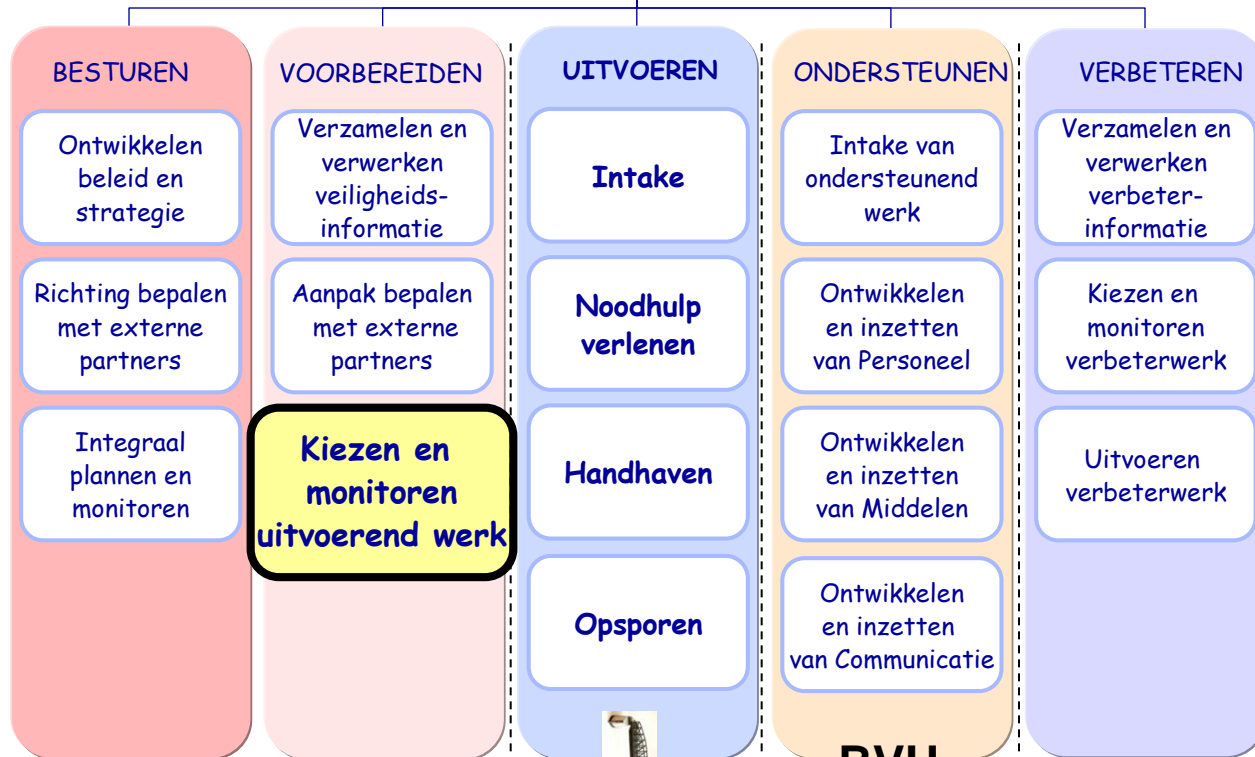 BESTUREN
Ontwikkelen
beleid en
strategie
Richting bepalen
met externe
partners
Integraal
plannen en
monitoren
VOORBEREIDEN
Verzamelen en
verwerken
veiligheids-
informatie
Aanpak bepalen
met externe
partners
Kiezen en
monitoren
uitvoerend werk
UITVOEREN
Intake
Noodhulp
verlenen
Handhaven
Opsporen
ONDERSTEUNEN
Intake van
ondersteunend
werk
Ontwikkelen
en inzetten
van Personeel
Ontwikkelen
en inzetten
van Middelen
Ontwikkelen
en inzetten
van Communicatie
VERBETEREN
Verzamelen en
verwerken
verbeter-
informatie
Kiezen en
monitoren
verbeterwerk
Uitvoeren
verbeterwerk